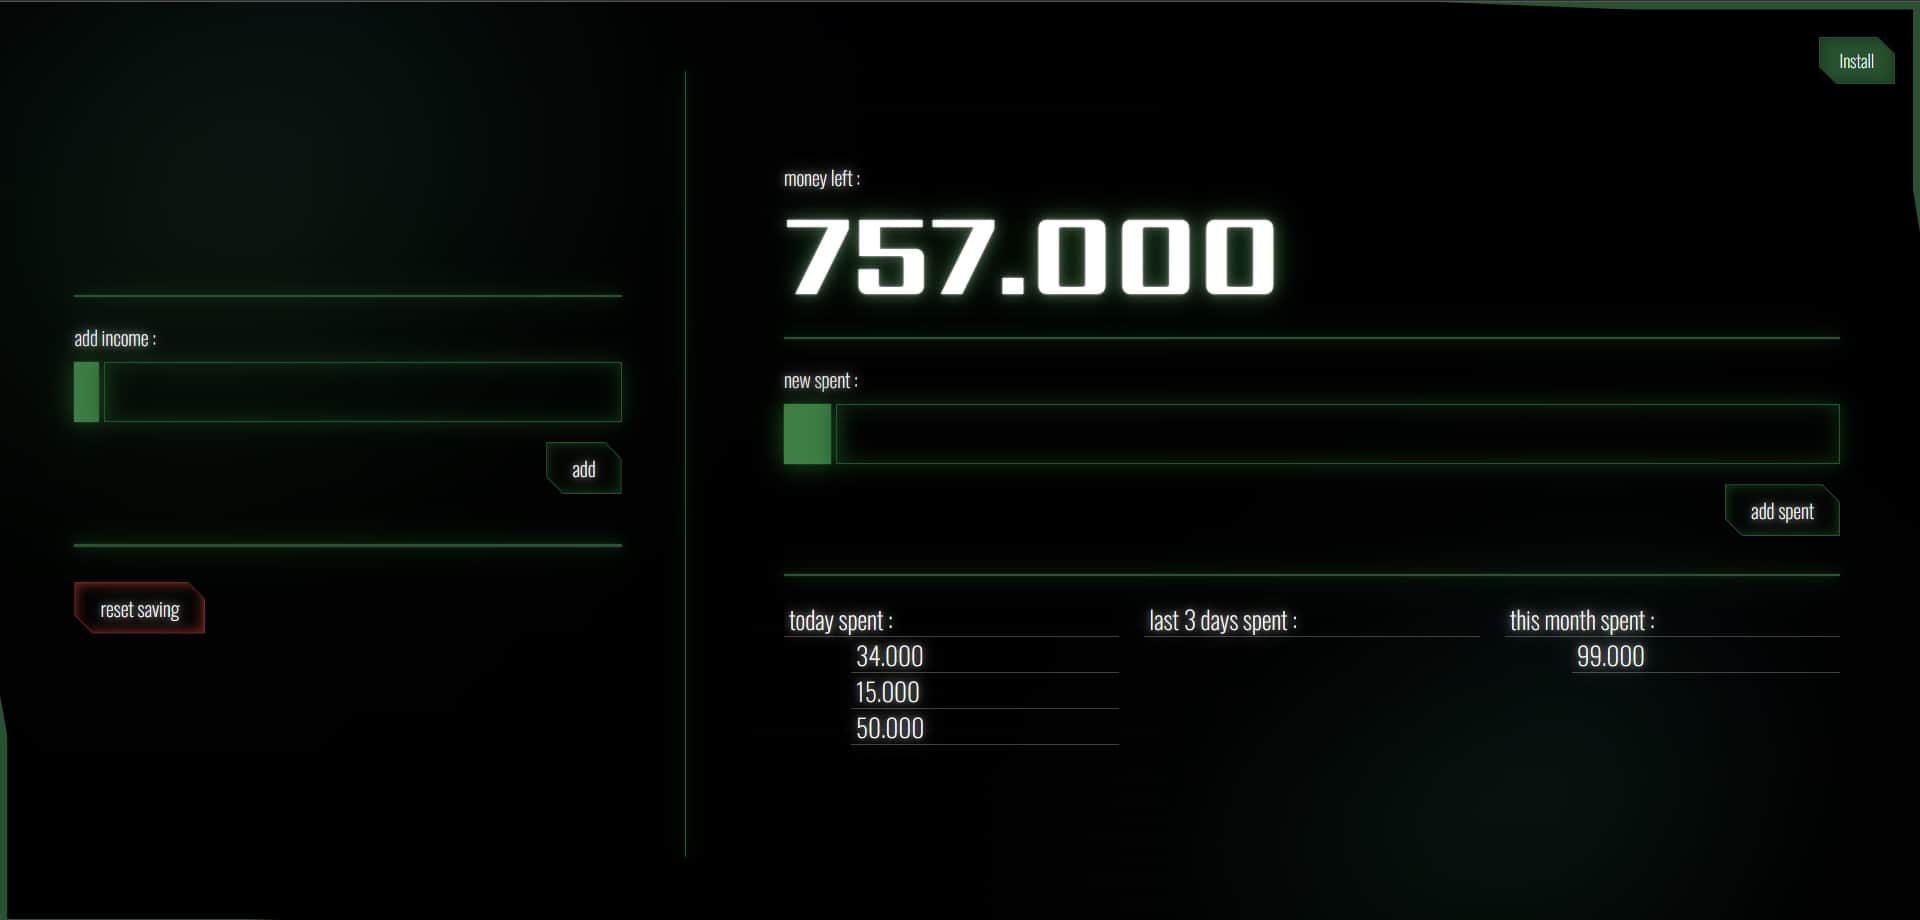 Install
add income :
add
reset saving
money left :
757.000
new spent :
add spent
today spent :
34.000
15.000
50.000
last 3 days spent :
this month spent :
99.000